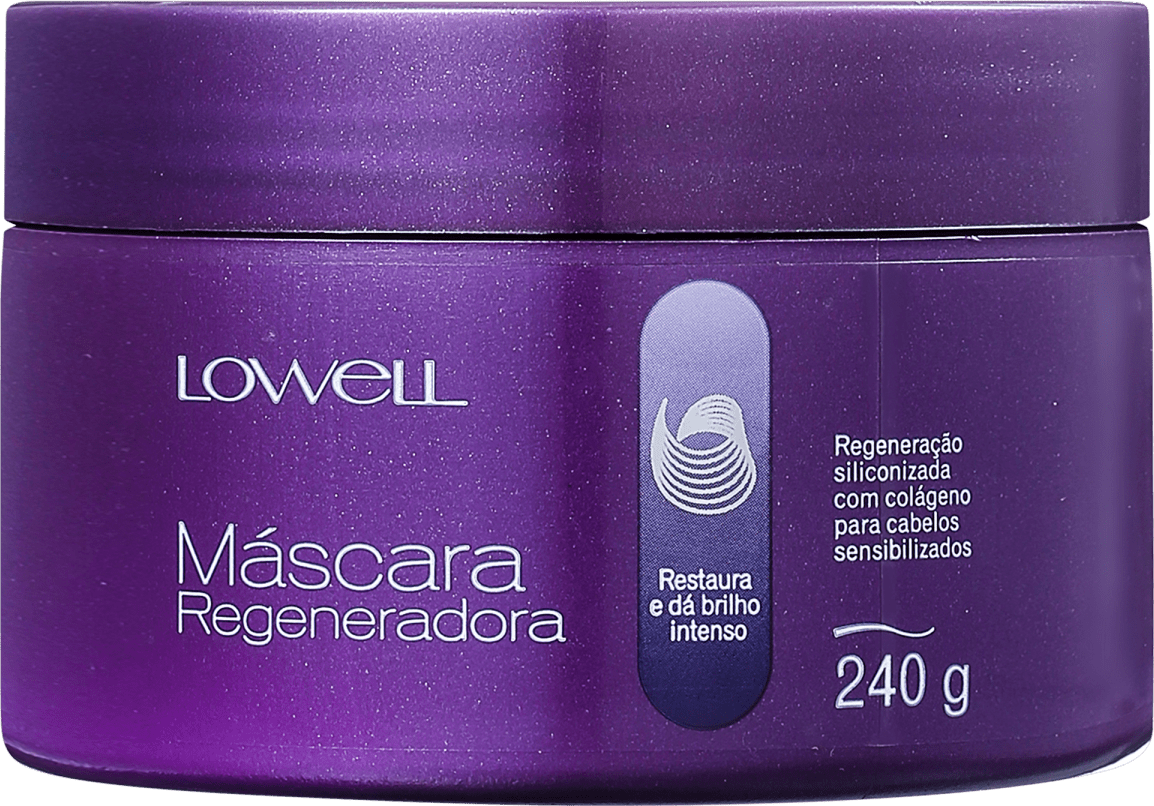 LOWELL
Máscara
Regeneradora
Restaura
e dá brilho
intenso
Regeneração
siliconizada
com colágeno
para cabelos
sensibilizados
240 g